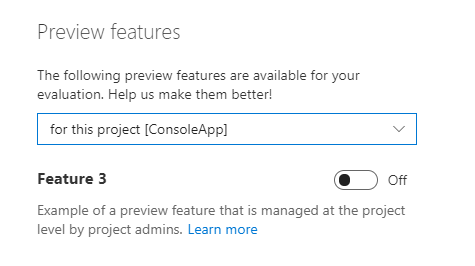 Preview features
The following preview features are available for your
evaluation. Help us make them better!
for this project [ConsoleApp]
Feature 3
Off
Example of a preview feature that is managed at the project
level by project admins. Learn more